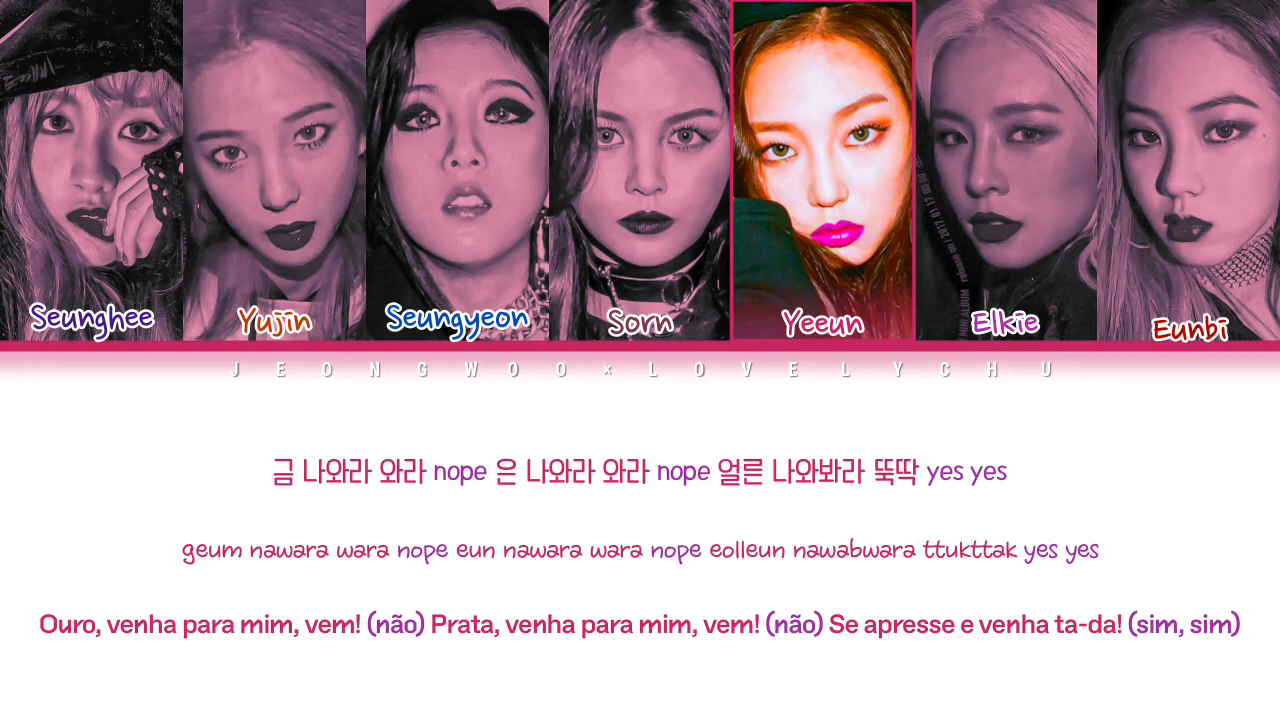 Seunghee Yujin Seungyeon Sorn Yeeun Elkie Eunbi
JEONGWOO×LOVELYCHU
금 나와라 와라 nope 은 나와라 와라 nope 얼른 나와봐라 뚝딱 yes yes
geum nawara wara nope eun nawara wara nope eolleun nawabwara ttukttak yes yes
Ouro, venha para mim, vem! (não) Prata, venha para mim, vem! (não) Se apresse e venha ta-da! (sim, sim)